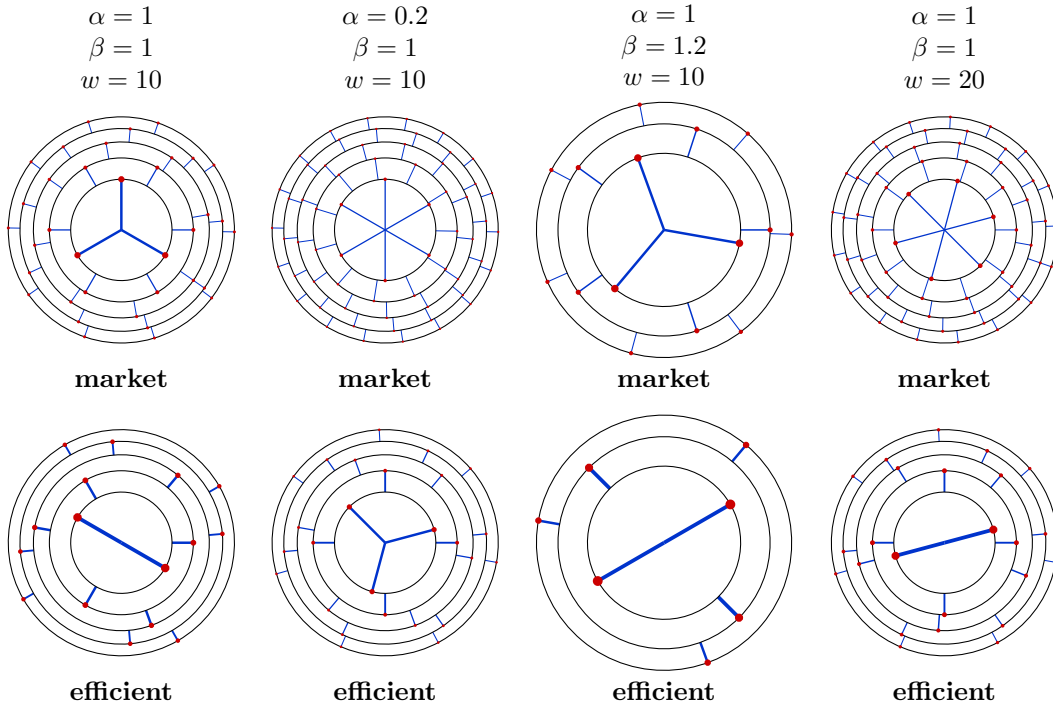 α = 1 α = 0.2 α = 1 α = 1
β = 1 β = 1 β = 1.2 β = 1
w = 10 w = 10 w = 10 w = 20
market market market market
efficient efficient efficient efficient